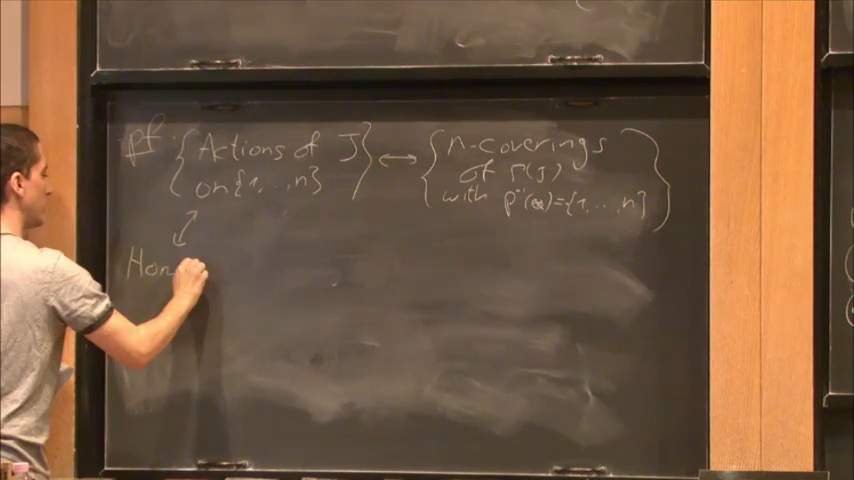 pf. {Actions of J} ↔ {n-coverings
on {1, .., n} of Γ(J)
with p⁻¹(*) = {1, .., n}
Hom